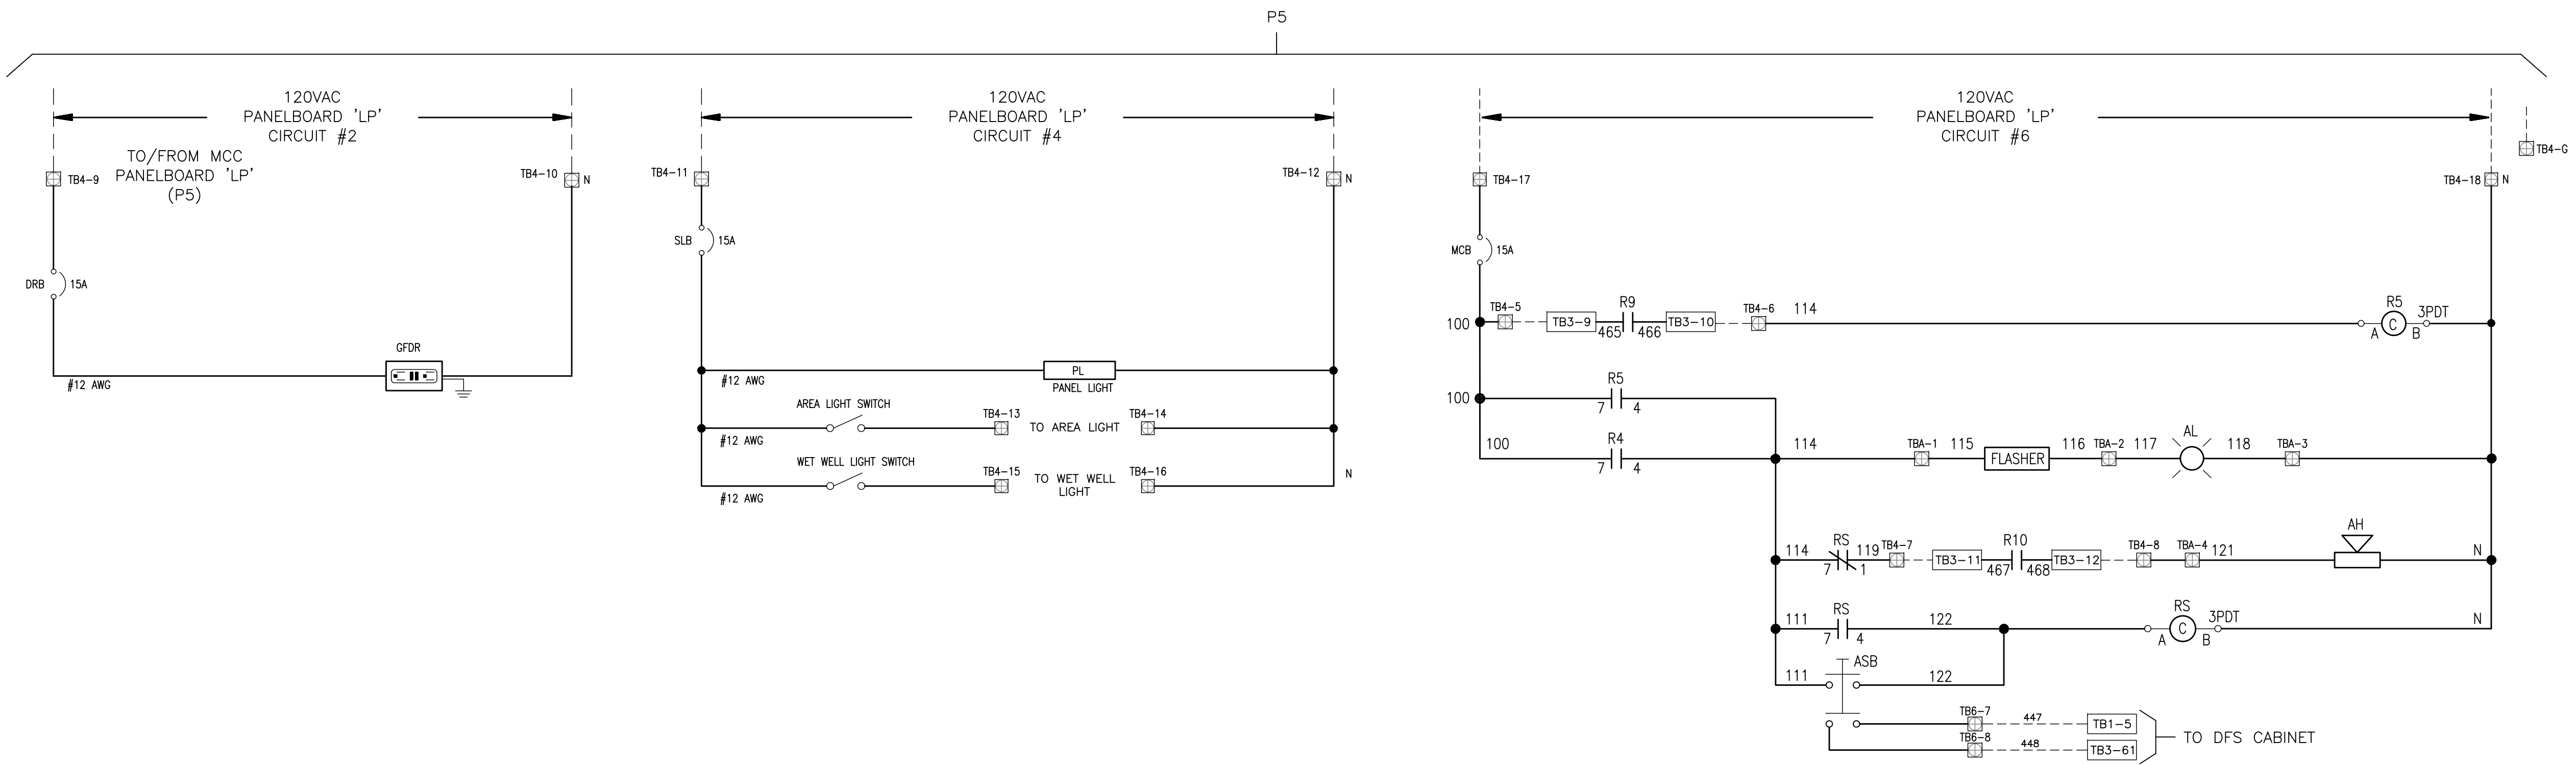 P5
120VAC
PANELBOARD 'LP'
CIRCUIT #2
TO/FROM MCC
PANELBOARD 'LP'
(P5)
TB4-9
TB4-10
N
DRB
15A
GFDR
#12 AWG
120VAC
PANELBOARD 'LP'
CIRCUIT #4
TB4-11
TB4-12
N
SLB
15A
#12 AWG
PL
PANEL LIGHT
AREA LIGHT SWITCH
#12 AWG
TB4-13
TO AREA LIGHT
TB4-14
WET WELL LIGHT SWITCH
#12 AWG
TB4-15
TO WET WELL
LIGHT
TB4-16
N
120VAC
PANELBOARD 'LP'
CIRCUIT #6
TB4-G
TB4-17
TB4-18
N
MCB
15A
100
TB4-5
TB3-9
465
R9
466
TB3-10
TB4-6
114
A
R5
C
B
3PDT
100
R5
7
4
100
R4
7
4
114
TBA-1
115
FLASHER
116
TBA-2
117
AL
118
TBA-3
114
RS
7
1
119
TB4-7
TB3-11
467
R10
468
TB3-12
TB4-8
TBA-4
121
AH
N
111
RS
7
4
122
A
RS
C
B
3PDT
N
111
ASB
122
TB6-7
447
TB1-5
TB6-8
448
TB3-61
TO DFS CABINET